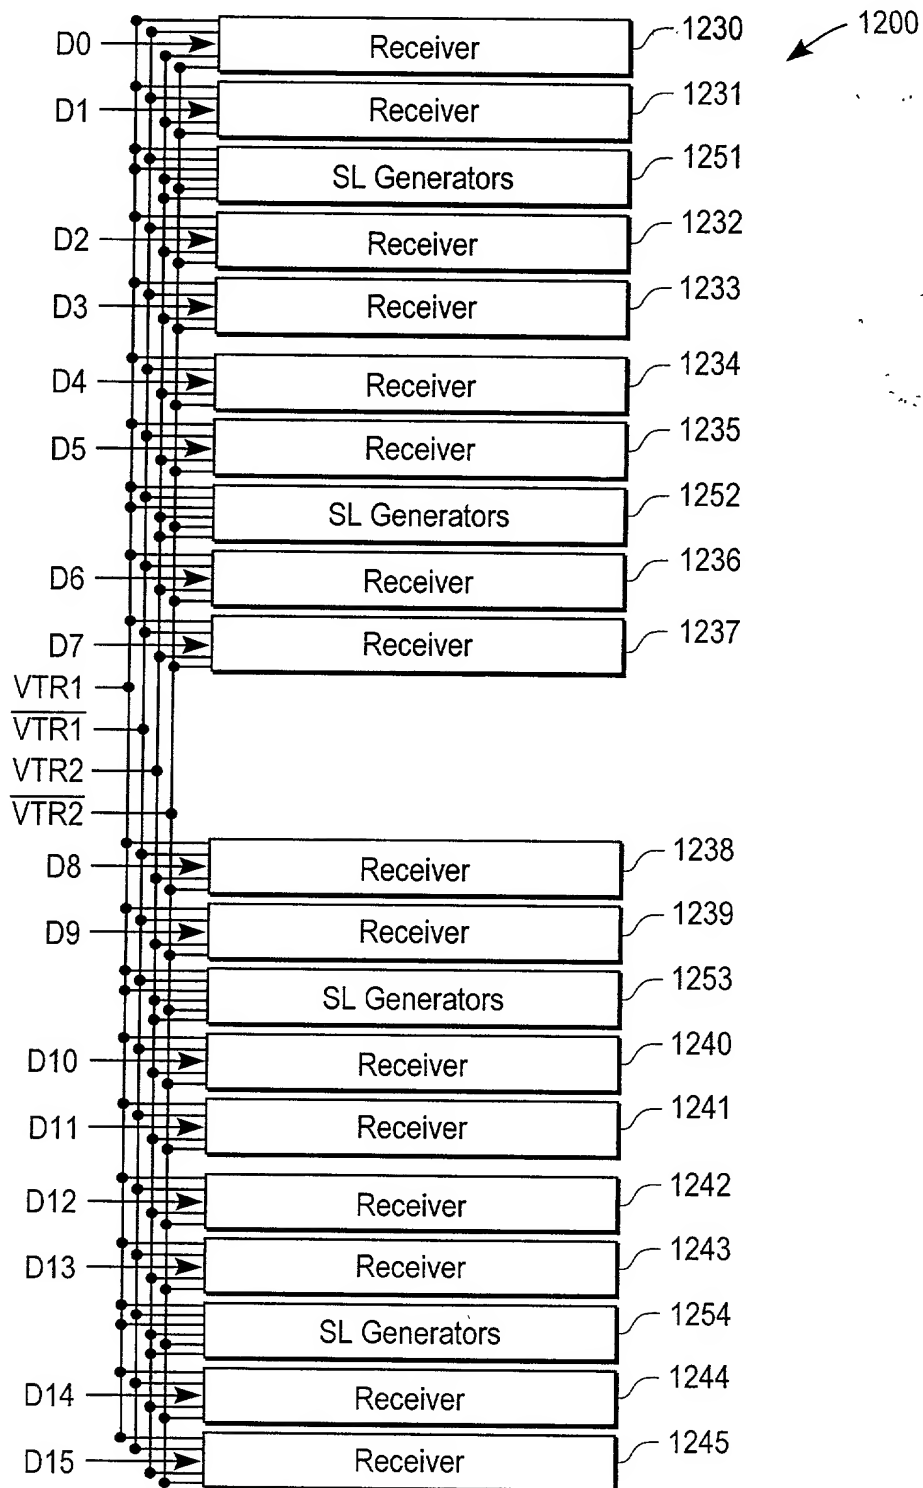 1200
D0 Receiver 1230
D1 Receiver 1231
SL Generators 1251
D2 Receiver 1232
D3 Receiver 1233
D4 Receiver 1234
D5 Receiver 1235
SL Generators 1252
D6 Receiver 1236
D7 Receiver 1237
VTR1
VTR1
VTR2
VTR2
D8 Receiver 1238
D9 Receiver 1239
SL Generators 1253
D10 Receiver 1240
D11 Receiver 1241
D12 Receiver 1242
D13 Receiver 1243
SL Generators 1254
D14 Receiver 1244
D15 Receiver 1245